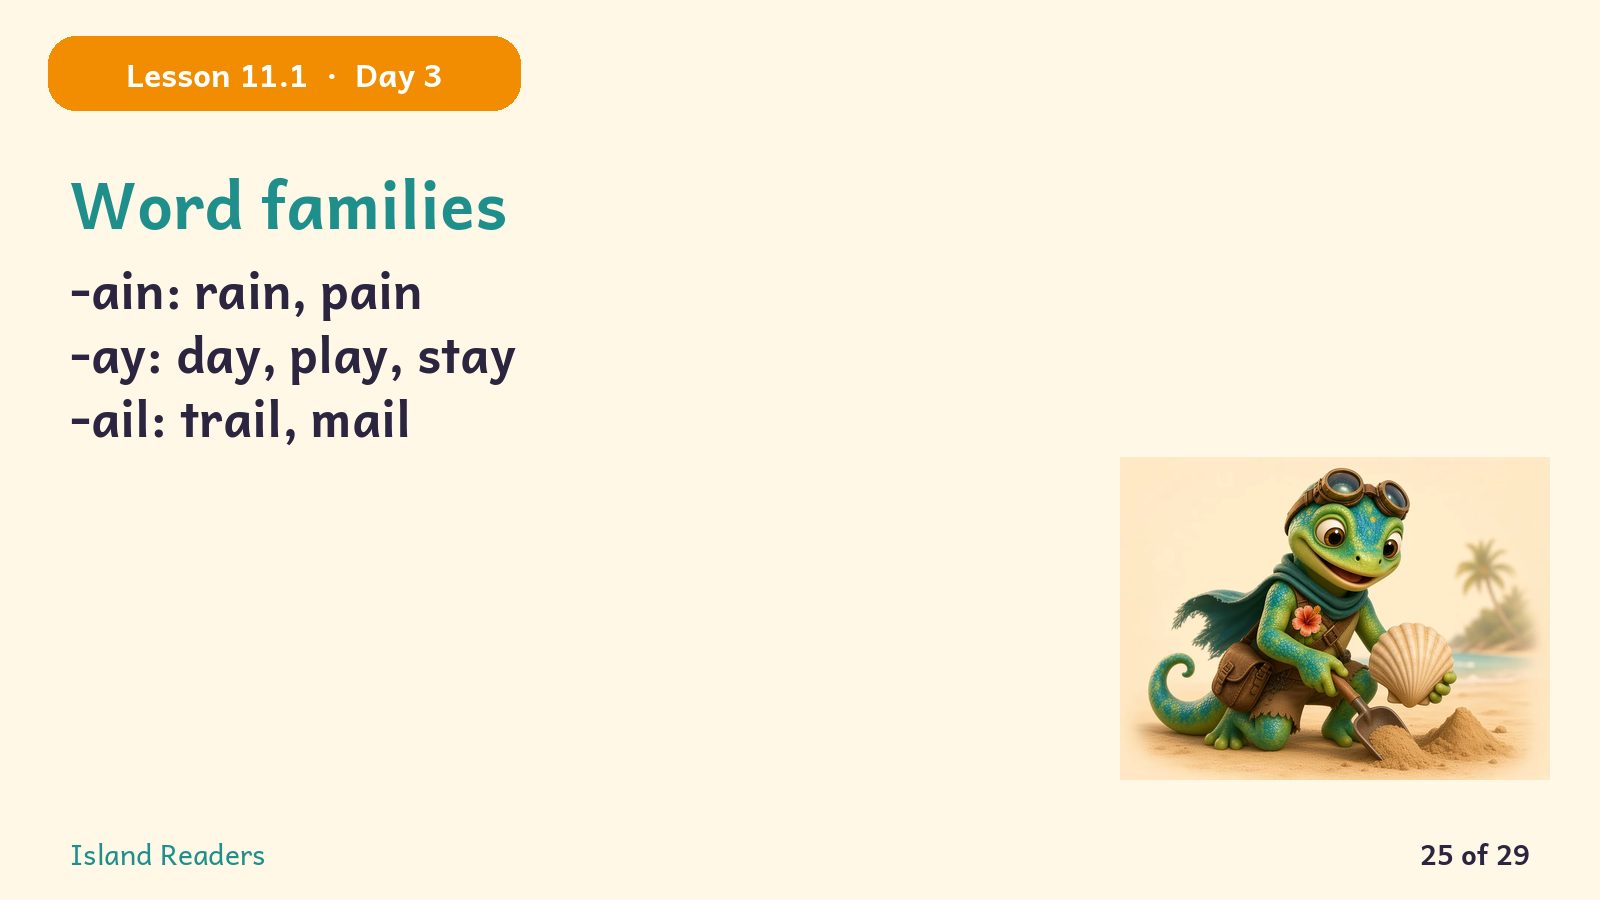 Lesson 11.1 · Day 3
Word families
-ain: rain, pain
-ay: day, play, stay
-ail: trail, mail
Island Readers
25 of 29